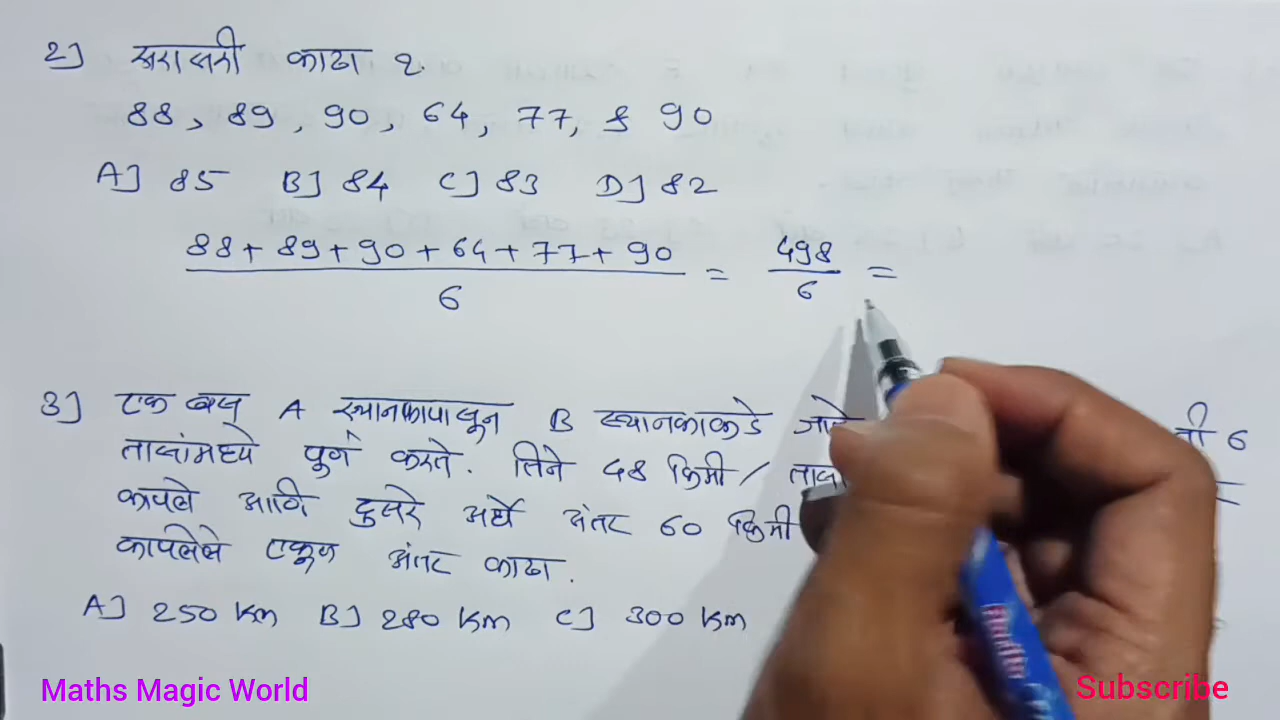 2] सरासरी काढा ?
88, 89, 90, 64, 77, & 90
A] 85 B] 84 C] 83 D] 82
88 + 89 + 90 + 64 + 77 + 90 / 6 = 498 / 6 =
3] एक बस A स्थानकापासून B स्थानकाकडे ती 6
तासांमध्ये पुर्ण करते. तिने 48 किमी /
कापले आणि दुसरे अर्धे अंतर 60 किमी
कापलेले एकूण अंतर काढा.
A] 250 Km B] 280 Km C] 300 Km
Maths Magic World
Subscribe